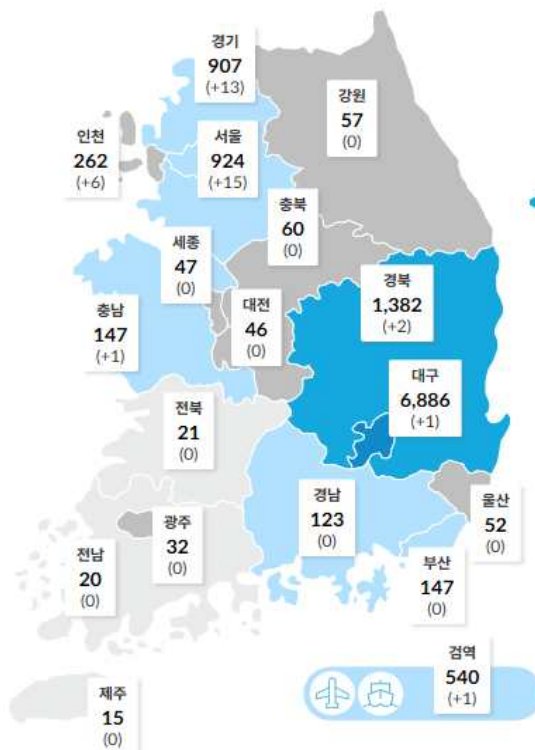 경기
907
(+13)
강원
57
(0)
인천
262
(+6)
서울
924
(+15)
충북
60
(0)
세종
47
(0)
경북
1,382
(+2)
대전
46
(0)
충남
147
(+1)
대구
6,886
(+1)
전북
21
(0)
경남
123
(0)
울산
52
(0)
광주
32
(0)
전남
20
(0)
부산
147
(0)
검역
540
(+1)
제주
15
(0)